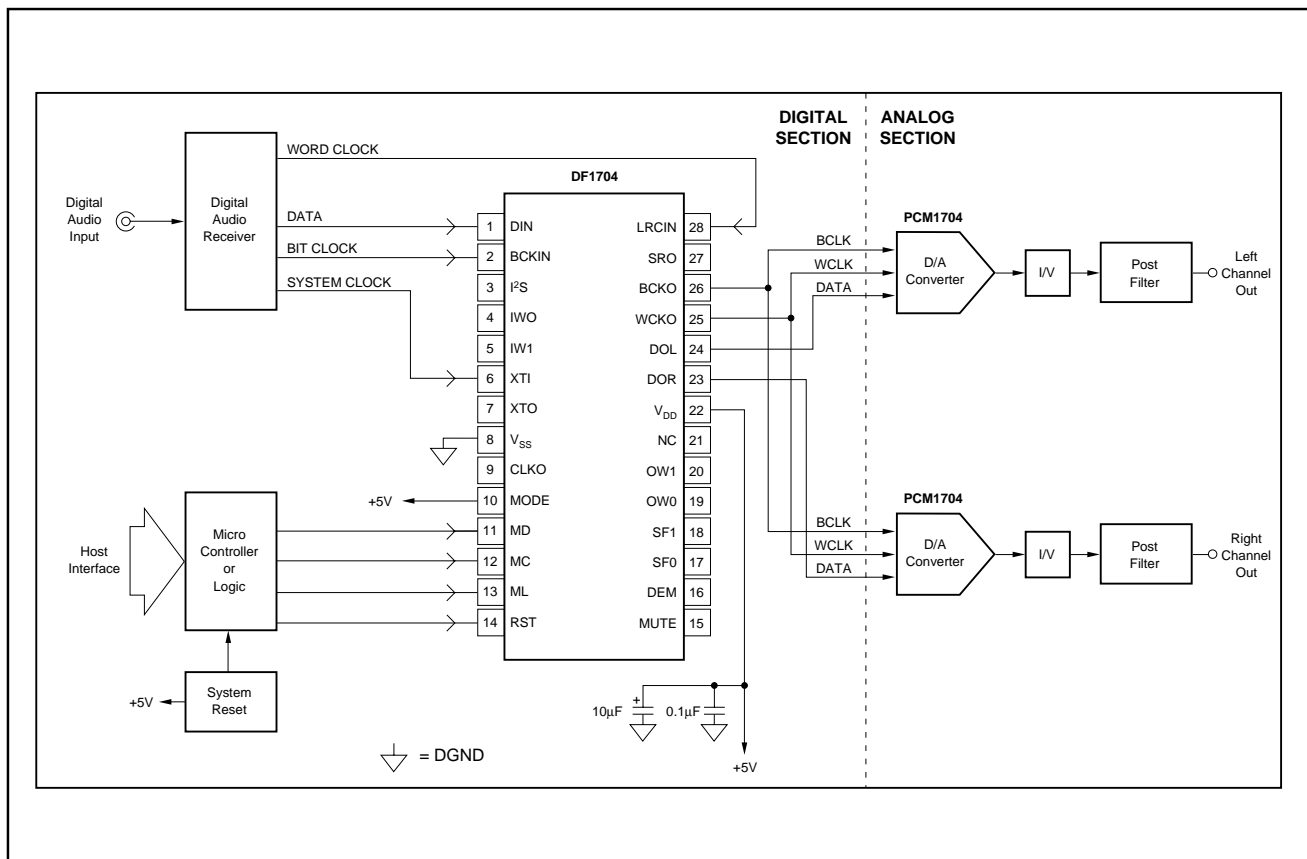 DIGITAL
SECTION
ANALOG
SECTION
WORD CLOCK
DF1704
Digital
Audio
Input
Digital
Audio
Receiver
DATA
BIT CLOCK
SYSTEM CLOCK
1 DIN
2 BCKIN
3 I²S
4 IWO
5 IW1
6 XTI
7 XTO
8 V_SS
9 CLKO
10 MODE
11 MD
12 MC
13 ML
14 RST
LRCIN 28
SRO 27
BCKO 26
WCKO 25
DOL 24
DOR 23
V_DD 22
NC 21
OW1 20
OW0 19
SF1 18
SF0 17
DEM 16
MUTE 15
+5V
Host
Interface
Micro
Controller
or
Logic
+5V
System
Reset
10µF
+
0.1µF
+5V
= DGND
PCM1704
BCLK
WCLK
DATA
D/A
Converter
I/V
Post
Filter
Left
Channel
Out
PCM1704
BCLK
WCLK
DATA
D/A
Converter
I/V
Post
Filter
Right
Channel
Out